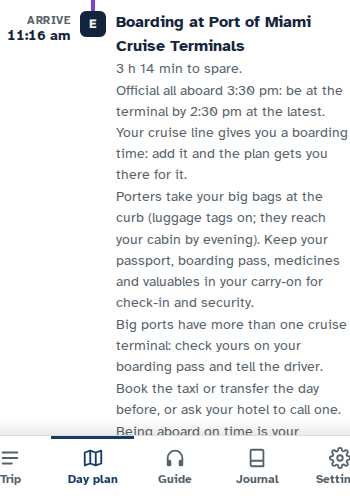 ARRIVE
11:16 am
E
Boarding at Port of Miami
Cruise Terminals
3 h 14 min to spare.
Official all aboard 3:30 pm: be at the
terminal by 2:30 pm at the latest.
Your cruise line gives you a boarding
time: add it and the plan gets you
there for it.
Porters take your big bags at the
curb (luggage tags on; they reach
your cabin by evening). Keep your
passport, boarding pass, medicines
and valuables in your carry-on for
check-in and security.
Big ports have more than one cruise
terminal: check yours on your
boarding pass and tell the driver.
Book the taxi or transfer the day
before, or ask your hotel to call one.
Being aboard on time is your
Trip
Day plan
Guide
Journal
Settin